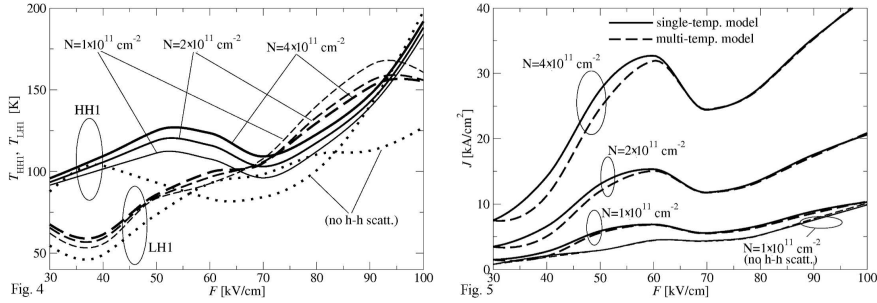 200
150
100
50
T_HH1, T_LH1 [K]
N=1×10^11 cm^-2
N=2×10^11 cm^-2
N=4×10^11 cm^-2
HH1
LH1
(no h-h scatt.)
30 40 50 60 70 80 90 100
Fig. 4
F [kV/cm]
50
40
30
20
10
0
J [kA/cm^2]
single-temp. model
multi-temp. model
N=4×10^11 cm^-2
N=2×10^11 cm^-2
N=1×10^11 cm^-2
N=1×10^11 cm^-2
(no h-h scatt.)
30 40 50 60 70 80 90 100
Fig. 5
F [kV/cm]